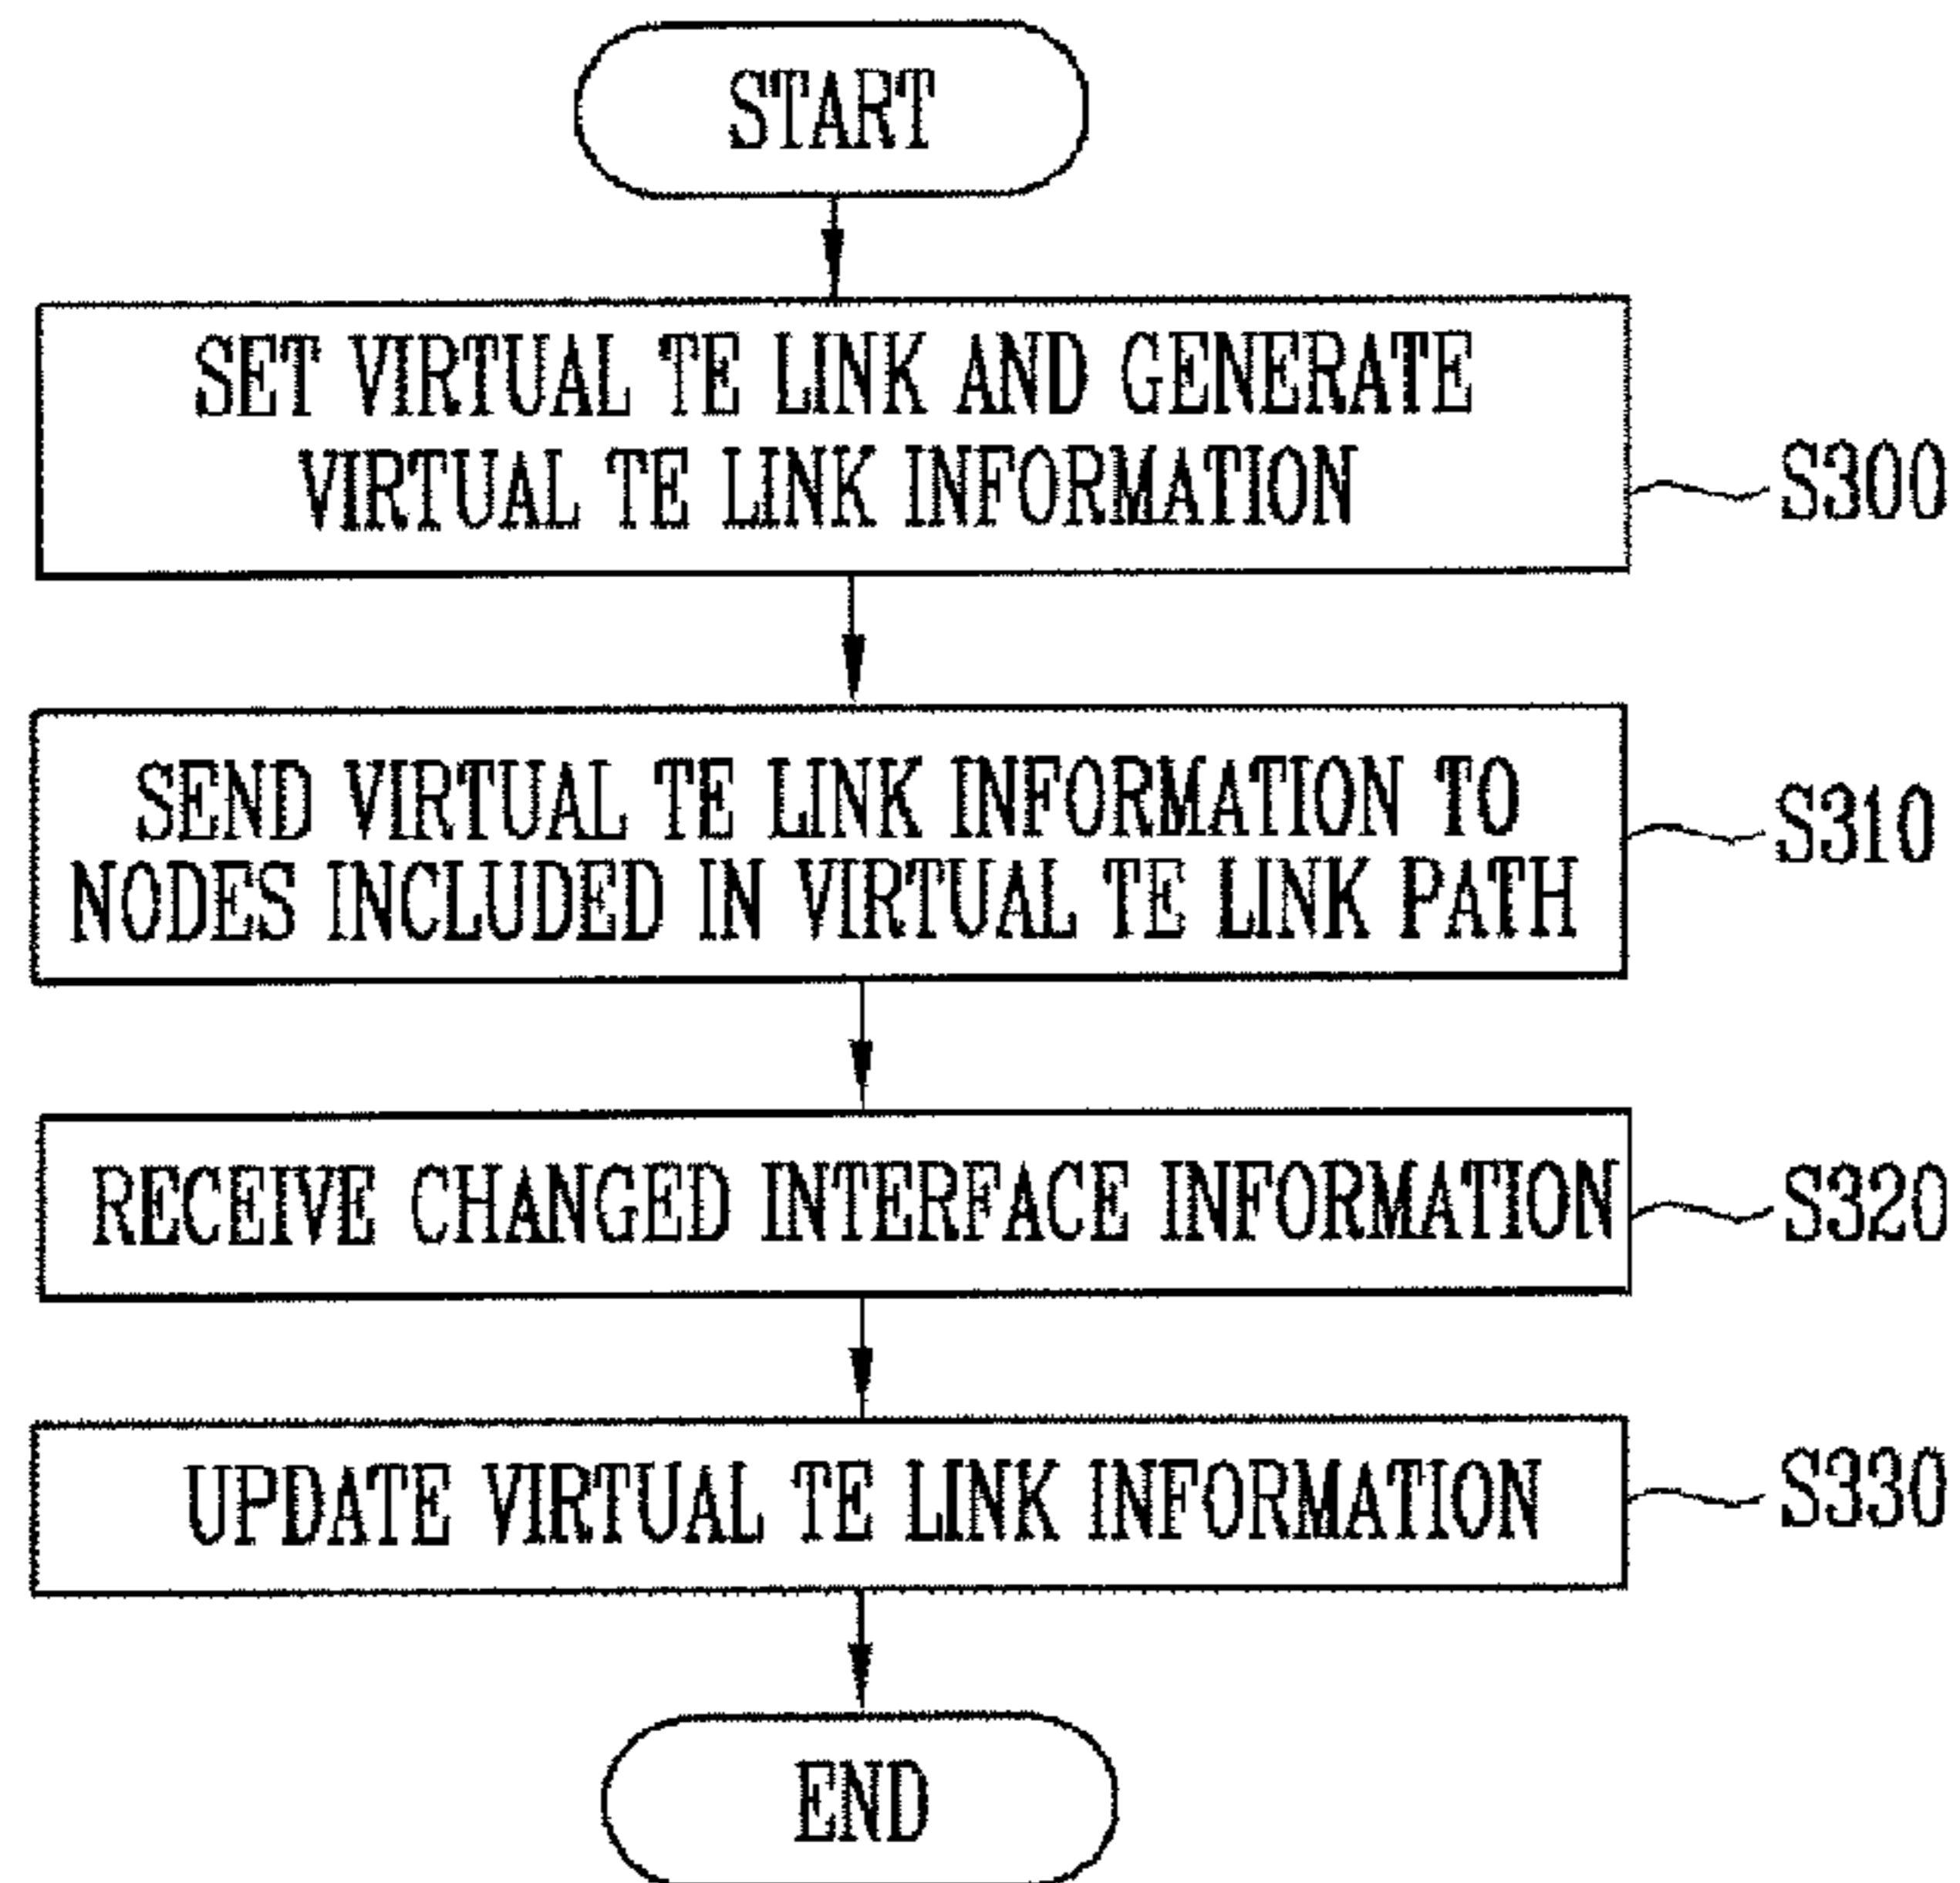 START
SET VIRTUAL TE LINK AND GENERATE
VIRTUAL TE LINK INFORMATION
S300
SEND VIRTUAL TE LINK INFORMATION TO
NODES INCLUDED IN VIRTUAL TE LINK PATH
S310
RECEIVE CHANGED INTERFACE INFORMATION
S320
UPDATE VIRTUAL TE LINK INFORMATION
S330
END